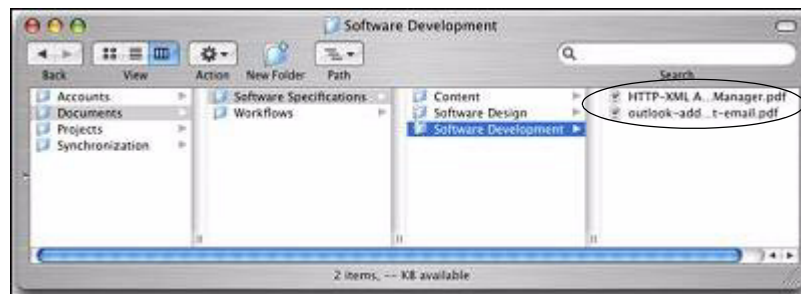 Software Development
Back View Action New Folder Path Search
Accounts
Documents
Projects
Synchronization
Software Specifications
Workflows
Content
Software Design
Software Development
HTTP-XML A...Manager.pdf
outlook-add...t-email.pdf
2 items, -- KB available